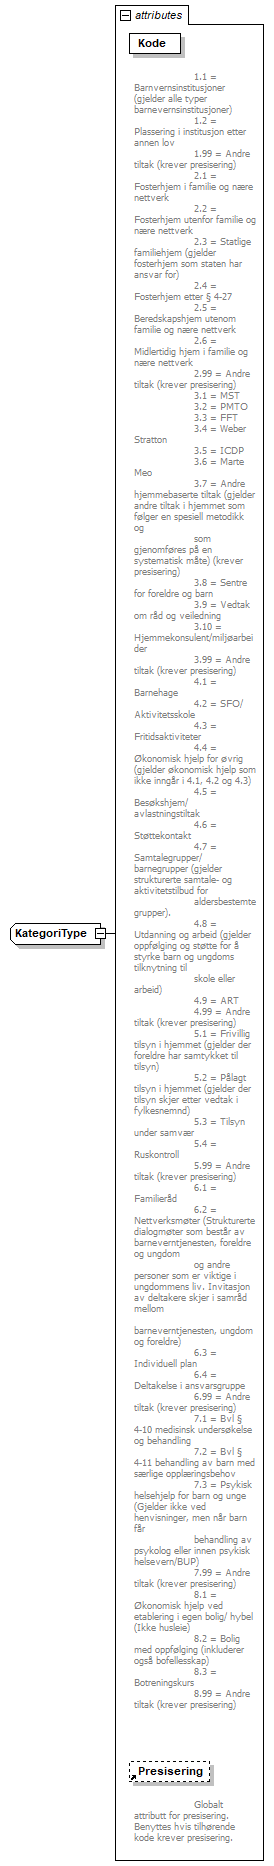 attributes
Kode
1.1 =
Barnvernsinstitusjoner
(gjelder alle typer
barnevernsinstitusjoner)
1.2 =
Plassering i institusjon etter
annen lov
1.99 = Andre
tiltak (krever presisering)
2.1 =
Fosterhjem i familie og nære
nettverk
2.2 =
Fosterhjem utenfor familie og
nære nettverk
2.3 = Statlige
familiehjem (gjelder
fosterhjem som staten har
ansvar for)
2.4 =
Fosterhjem etter § 4-27
2.5 =
Beredskapshjem utenom
familie og nære nettverk
2.6 =
Midlertidig hjem i familie og
nære nettverk
2.99 = Andre
tiltak (krever presisering)
3.1 = MST
3.2 = PMTO
3.3 = FFT
3.4 = Weber
Stratton
3.5 = ICDP
3.6 = Marte
Meo
3.7 = Andre
hjemmebaserte tiltak (gjelder
andre tiltak i hjemmet som
følger en spesiell metodikk
og
som
gjenomføres på en
systematisk måte) (krever
presisering)
3.8 = Sentre
for foreldre og barn
3.9 = Vedtak
om råd og veiledning
3.10 =
Hjemmekonsulent/miljøarbei
der
3.99 = Andre
tiltak (krever presisering)
4.1 =
Barnehage
4.2 = SFO/
Aktivitetsskole
4.3 =
Fritidsaktiviteter
4.4 =
Økonomisk hjelp for øvrig
(gjelder økonomisk hjelp som
ikke inngår i 4.1, 4.2 og 4.3)
4.5 =
Besøkshjem/
avlastningstiltak
4.6 =
Støttekontakt
4.7 =
Samtalegrupper/
barnegrupper (gjelder
strukturerte samtale- og
aktivitetstilbud for
aldersbestemte
grupper).
4.8 =
Utdanning og arbeid (gjelder
oppfølging og støtte for å
styrke barn og ungdoms
tilknytning til
skole eller
arbeid)
4.9 = ART
4.99 = Andre
tiltak (krever presisering)
5.1 = Frivillig
tilsyn i hjemmet (gjelder der
foreldre har samtykket til
tilsyn)
5.2 = Pålagt
tilsyn i hjemmet (gjelder der
tilsyn skjer etter vedtak i
fylkesnemnd)
5.3 = Tilsyn
under samvær
5.4 =
Ruskontroll
5.99 = Andre
tiltak (krever presisering)
6.1 =
Familieråd
6.2 =
Nettverksmøter (Strukturerte
dialogmøter som består av
barneverntjenesten, foreldre
og ungdom
og andre
personer som er viktige i
ungdommens liv. Invitasjon
av deltakere skjer i samråd
mellom
barneverntjenesten, ungdom
og foreldre)
6.3 =
Individuell plan
6.4 =
Deltakelse i ansvarsgruppe
6.99 = Andre
tiltak (krever presisering)
7.1 = Bvl §
4-10 medisinsk undersøkelse
og behandling
7.2 = Bvl §
4-11 behandling av barn med
særlige opplæringsbehov
7.3 = Psykisk
helsehjelp for barn og unge
(Gjelder ikke ved
henvisninger, men når barn
får
behandling av
psykolog eller innen psykisk
helsevern/BUP)
7.99 = Andre
tiltak (krever presisering)
8.1 =
Økonomisk hjelp ved
etablering i egen bolig/ hybel
(Ikke husleie)
8.2 = Bolig
med oppfølging (inkluderer
også bofellesskap)
8.3 =
Botreningskurs
8.99 = Andre
tiltak (krever presisering)
KategoriType
Presisering
Globalt
attributt for presisering.
Benyttes hvis tilhørende
kode krever presisering.